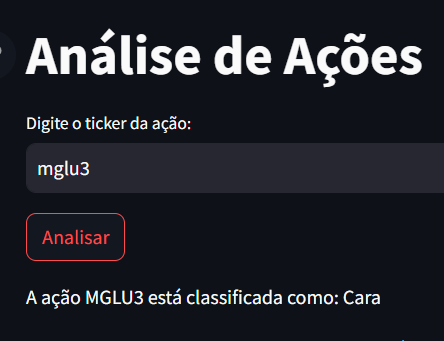 Análise de Ações
Digite o ticker da ação:
mglu3
Analisar
A ação MGLU3 está classificada como: Cara